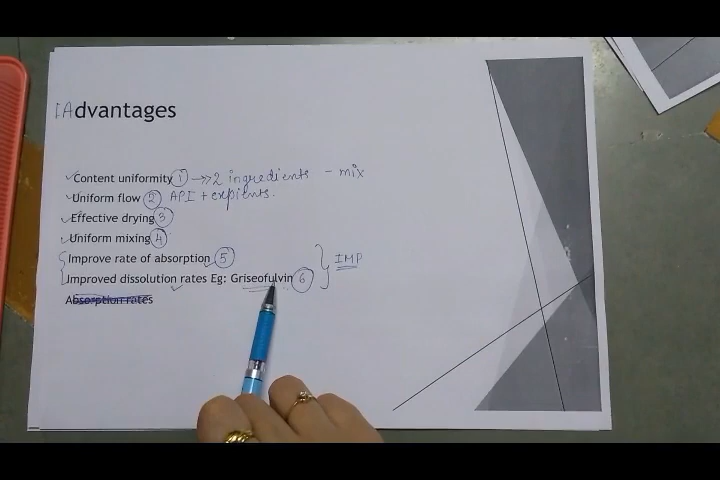 Advantages
Content uniformity 1 →> 2 ingredients - mix
Uniform flow 2 API + expients.
Effective drying 3
Uniform mixing 4
Improve rate of absorption 5
Improved dissolution rates Eg: Griseofulvin 6 } IMP
Absorption rates